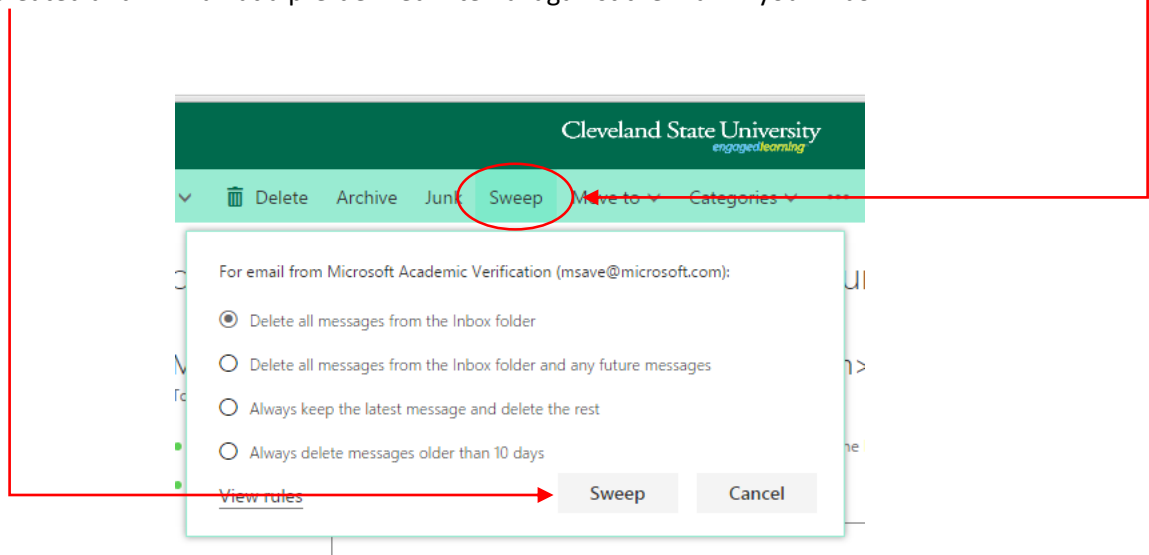 Cleveland State University
engagedlearning
Delete Archive Junk Sweep Move to Categories
For email from Microsoft Academic Verification (msave@microsoft.com):
Delete all messages from the Inbox folder
Delete all messages from the Inbox folder and any future messages
Always keep the latest message and delete the rest
Always delete messages older than 10 days
View rules Sweep Cancel